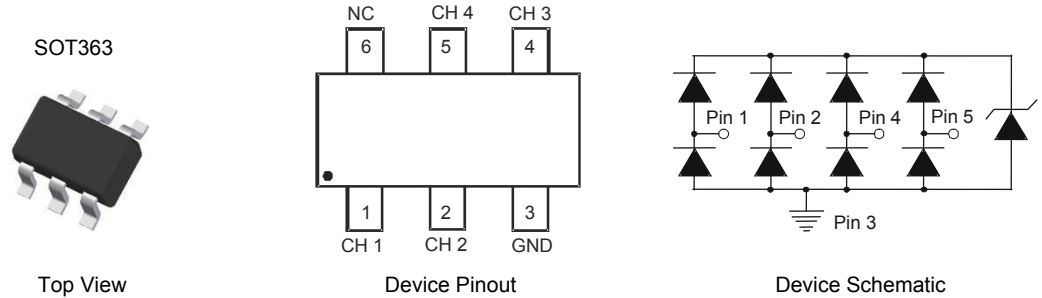 SOT363
NC CH 4 CH 3
6 5 4
1 2 3
CH 1 CH 2 GND
Pin 1 Pin 2 Pin 4 Pin 5
Pin 3
Top View
Device Pinout
Device Schematic